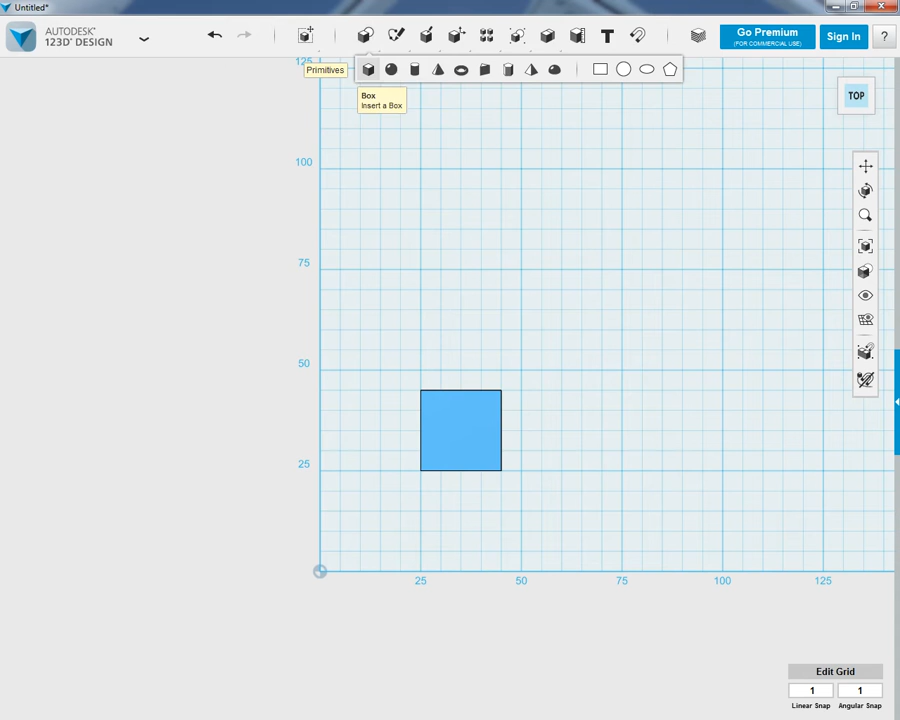 Untitled*
AUTODESK®
123D® DESIGN
Go Premium
(FOR COMMERCIAL USE)
Sign In
?
T
Primitives
Box
Insert a Box
TOP
125
100
75
50
25
25
50
75
100
125
Edit Grid
1
1
Linear Snap
Angular Snap